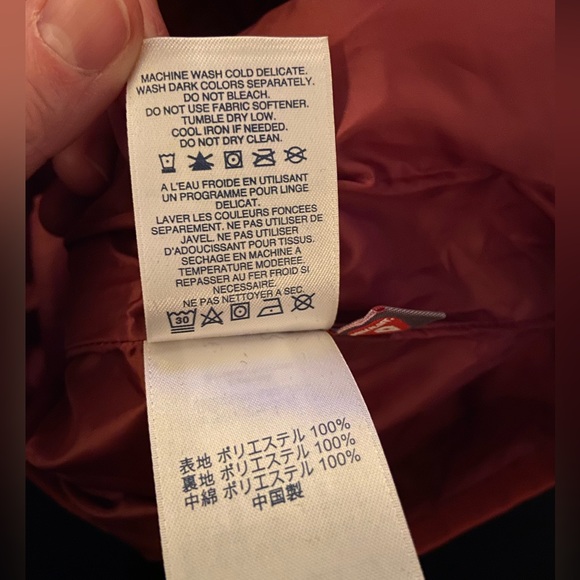 MACHINE WASH COLD DELICATE.
WASH DARK COLORS SEPARATELY.
DO NOT BLEACH.
DO NOT USE FABRIC SOFTENER.
TUMBLE DRY LOW.
COOL IRON IF NEEDED.
DO NOT DRY CLEAN.
A L'EAU FROIDE EN UTILISANT
UN PROGRAMME POUR LINGE
DELICAT.
LAVER LES COULEURS FONCEES
SEPAREMENT. NE PAS UTILISER DE
JAVEL. NE PAS UTILISER
D'ADOUCISSANT POUR TISSUS.
SECHAGE EN MACHINE A
TEMPERATURE MODEREE.
REPASSER AU FER FROID SI
NECESSAIRE.
NE PAS NETTOYER A SEC.
30
表地 ポリエステル 100%
裏地 ポリエステル 100%
中綿 ポリエステル 100%
中国製